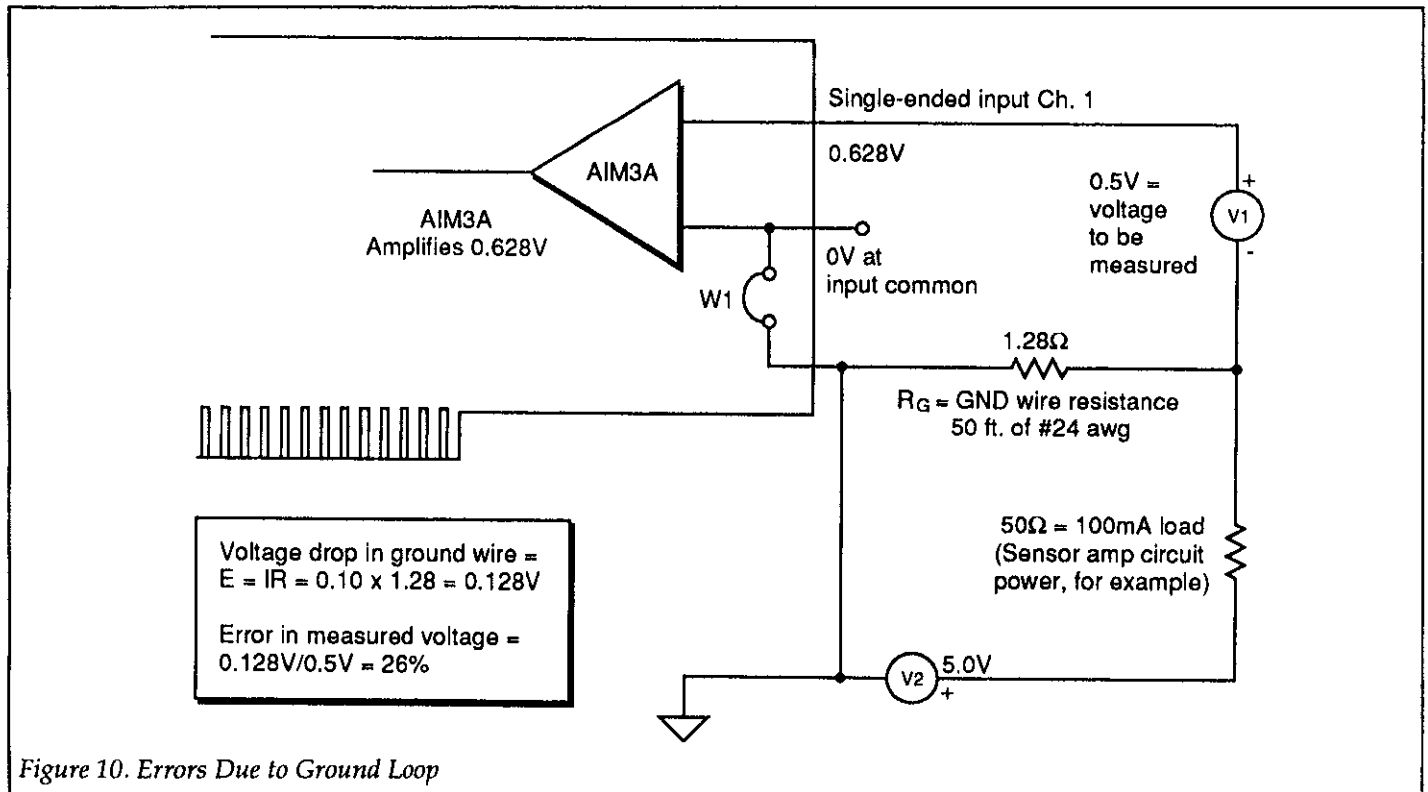 Single-ended input Ch. 1
0.628V
AIM3A
AIM3A
Amplifies 0.628V
0V at
input common
W1
0.5V =
voltage
to be
measured
+
V1
-
1.28Ω
RG = GND wire resistance
50 ft. of #24 awg
50Ω = 100mA load
(Sensor amp circuit
power, for example)
V2
5.0V
+
Voltage drop in ground wire =
E = IR = 0.10 x 1.28 = 0.128V
Error in measured voltage =
0.128V/0.5V = 26%
Figure 10. Errors Due to Ground Loop